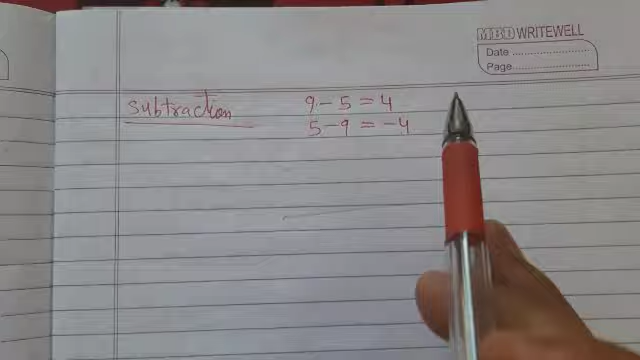 MBD WRITEWELL
Date ........................
Page........................
Subtraction
9 - 5 = 4
5 - 9 = -4